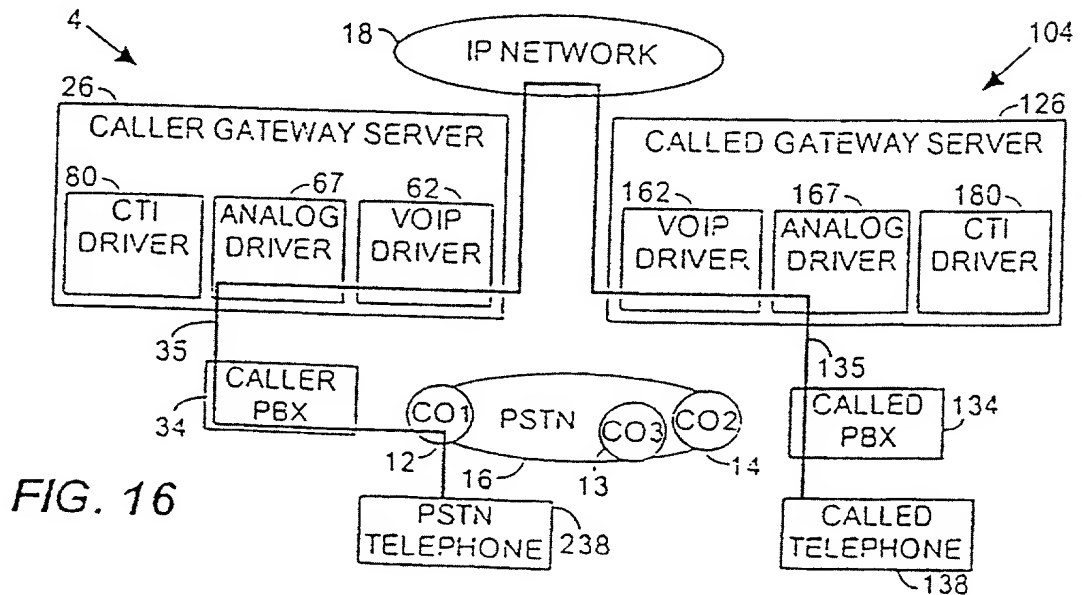 4
18
IP NETWORK
104
26
126
CALLER GATEWAY SERVER
CALLED GATEWAY SERVER
80
67
62
162
167
180
CTI
DRIVER
ANALOG
DRIVER
VOIP
DRIVER
VOIP
DRIVER
ANALOG
DRIVER
CTI
DRIVER
35
135
CALLER
PBX
34
CO1
PSTN
CO3
CO2
CALLED
PBX
134
12
16
13
14
FIG. 16
PSTN
TELEPHONE
238
CALLED
TELEPHONE
138